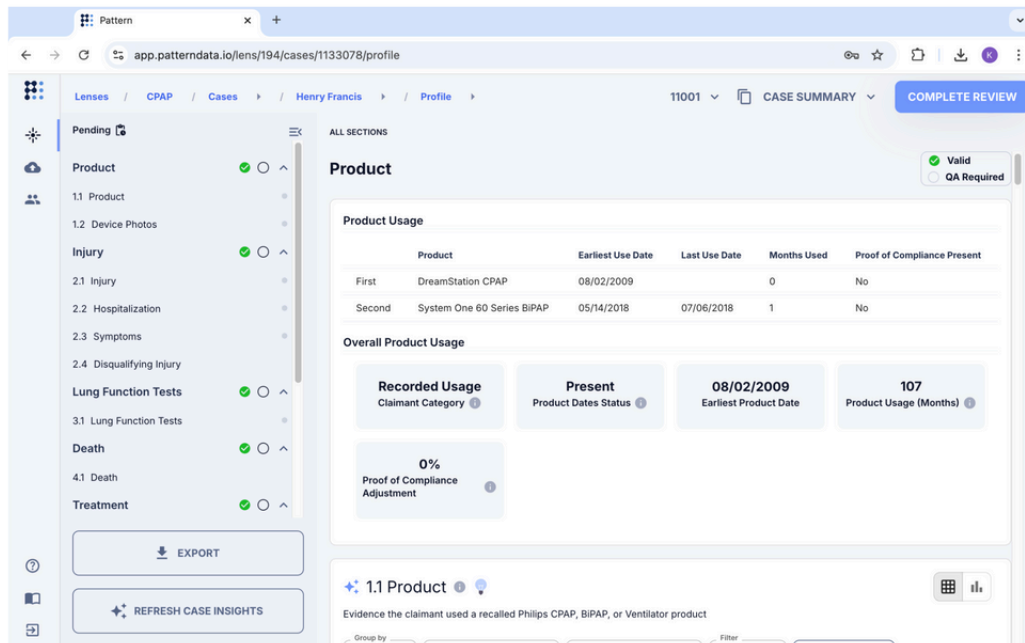 Pattern
app.patterndata.io/lens/194/cases/1133078/profile
K
Lenses / CPAP / Cases / Henry Francis / Profile
11001 CASE SUMMARY COMPLETE REVIEW
Pending
Product
1.1 Product
1.2 Device Photos
Injury
2.1 Injury
2.2 Hospitalization
2.3 Symptoms
2.4 Disqualifying Injury
Lung Function Tests
3.1 Lung Function Tests
Death
4.1 Death
Treatment
EXPORT
REFRESH CASE INSIGHTS
ALL SECTIONS
Product
Valid
QA Required
Product Usage
Product Earliest Use Date Last Use Date Months Used Proof of Compliance Present
First DreamStation CPAP 08/02/2009 0 No
Second System One 60 Series BiPAP 05/14/2018 07/06/2018 1 No
Overall Product Usage
Recorded Usage
Claimant Category
Present
Product Dates Status
08/02/2009
Earliest Product Date
107
Product Usage (Months)
0%
Proof of Compliance
Adjustment
1.1 Product
Evidence the claimant used a recalled Philips CPAP, BiPAP, or Ventilator product
Group by
Filter